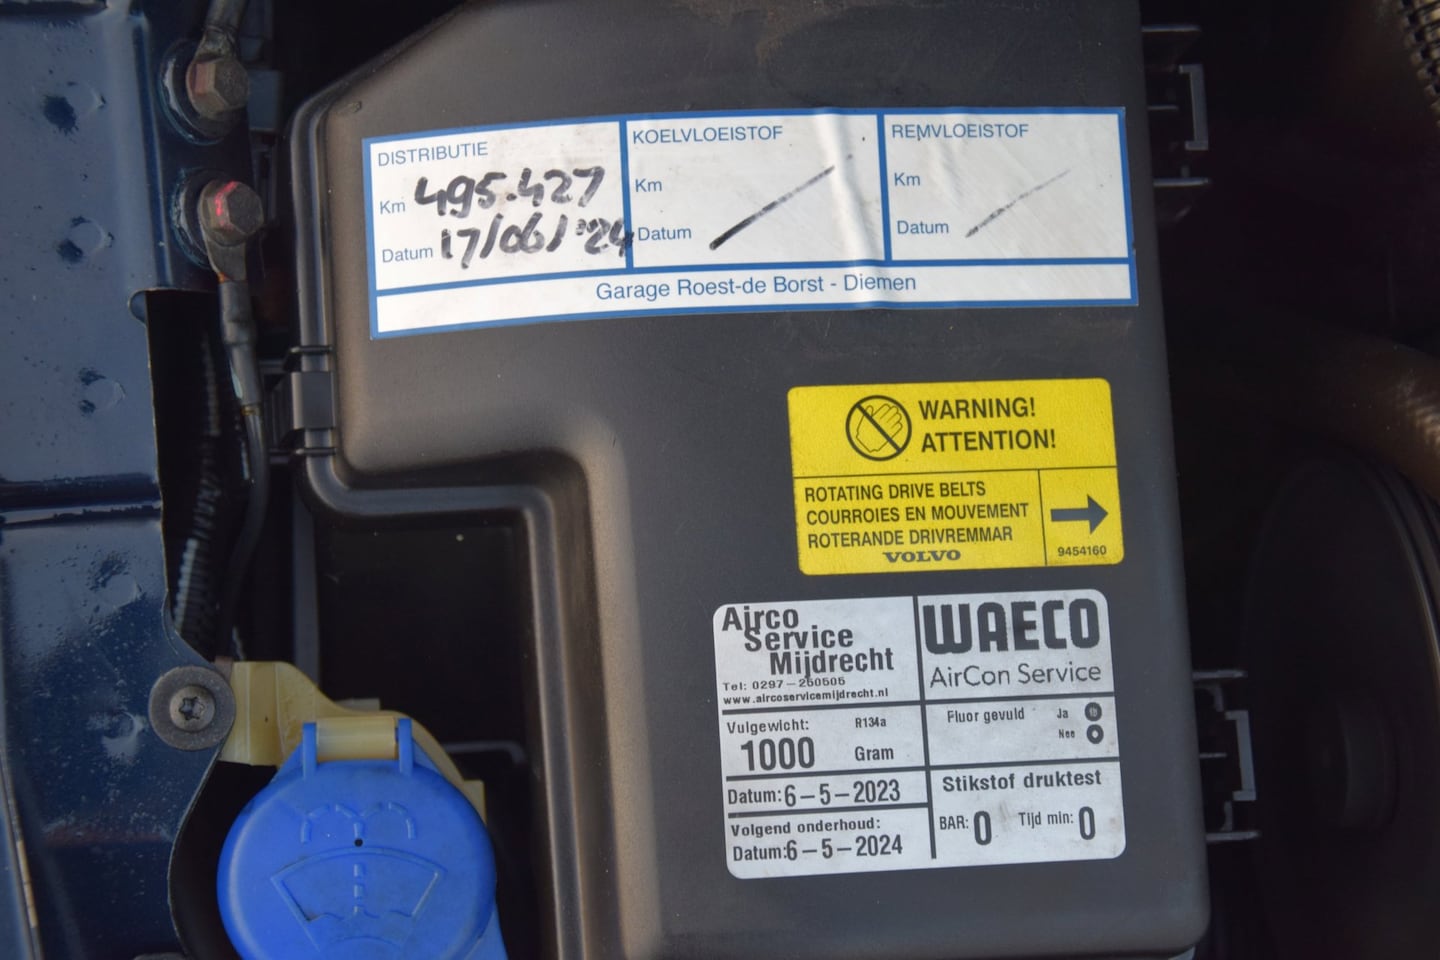 DISTRIBUTIE
Km 495.427
Datum 17/06/'24
KOELVLOEISTOF
Km
Datum
REMVLOEISTOF
Km
Datum
Garage Roest-de Borst - Diemen
WARNING!
ATTENTION!
ROTATING DRIVE BELTS
COURROIES EN MOUVEMENT
ROTERANDE DRIVREMMAR
VOLVO
9454160
Airco
Service
Mijdrecht
Tel: 0297-250505
www.aircoservicemijdrecht.nl
WAECO
AirCon Service
Vulgewicht: R134a
1000 Gram
Datum:6-5-2023
Volgend onderhoud:
Datum:6-5-2024
Fluor gevuld Ja
Nee
Stikstof druktest
BAR: 0 Tijd min: 0